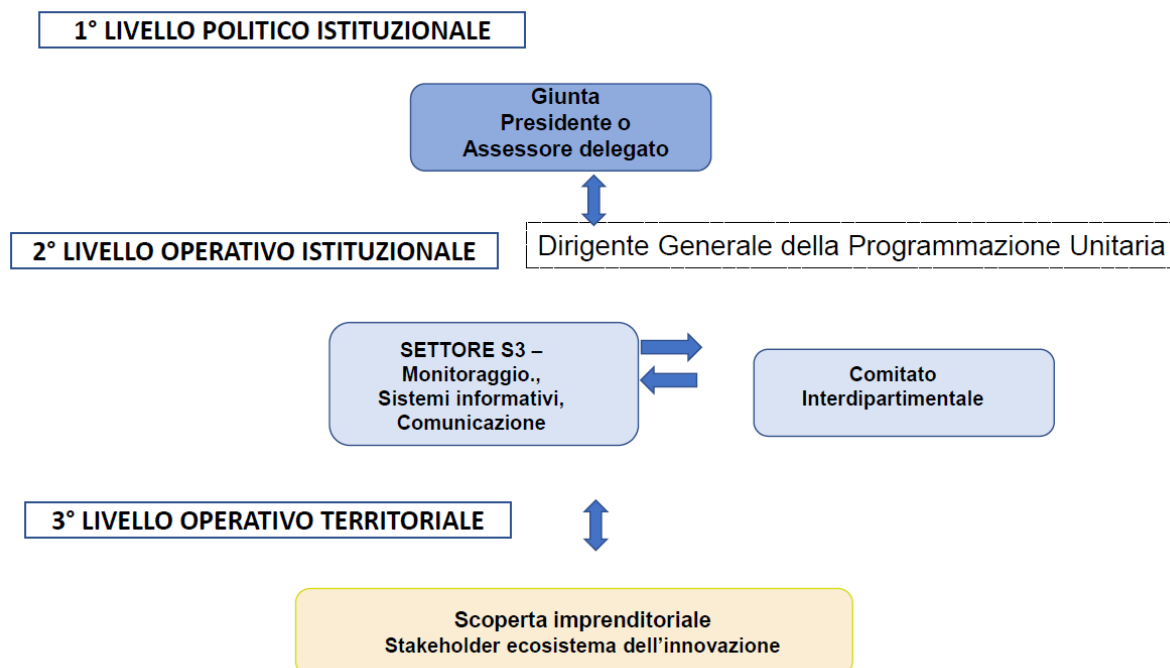 1° LIVELLO POLITICO ISTITUZIONALE
Giunta
Presidente o
Assessore delegato
2° LIVELLO OPERATIVO ISTITUZIONALE
Dirigente Generale della Programmazione Unitaria
SETTORE S3 –
Monitoraggio.,
Sistemi informativi,
Comunicazione
Comitato
Interdipartimentale
3° LIVELLO OPERATIVO TERRITORIALE
Scoperta imprenditoriale
Stakeholder ecosistema dell’innovazione